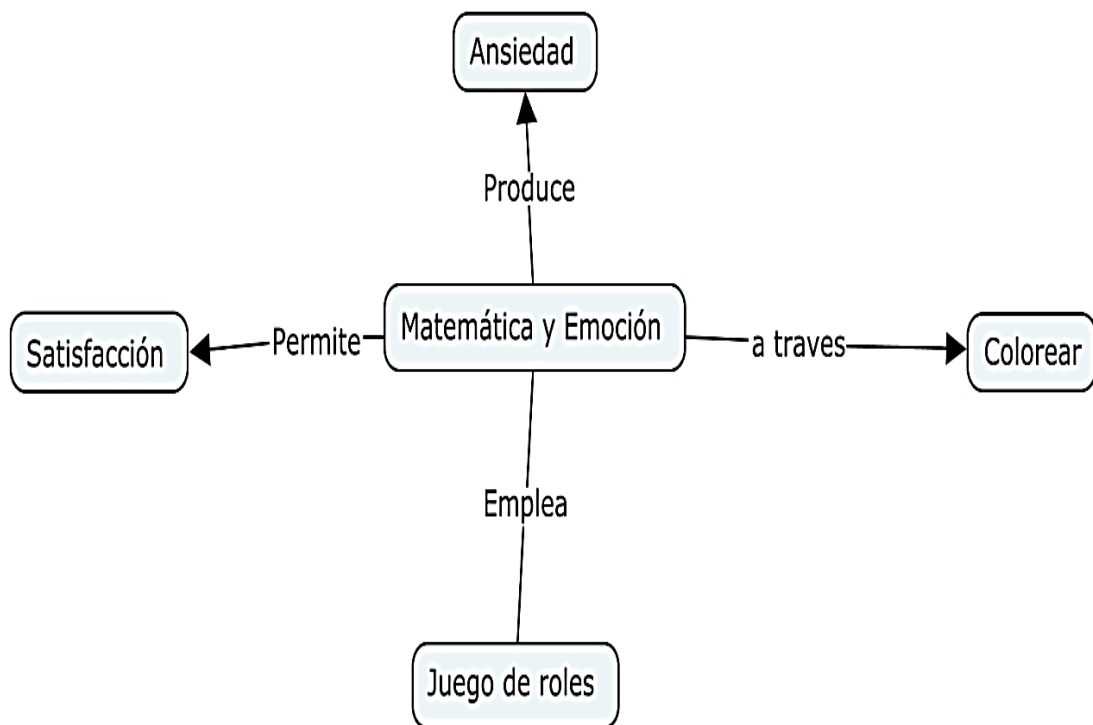 Ansiedad
Produce
Matemática y Emoción
Satisfacción
Permite
a traves
Colorear
Emplea
Juego de roles